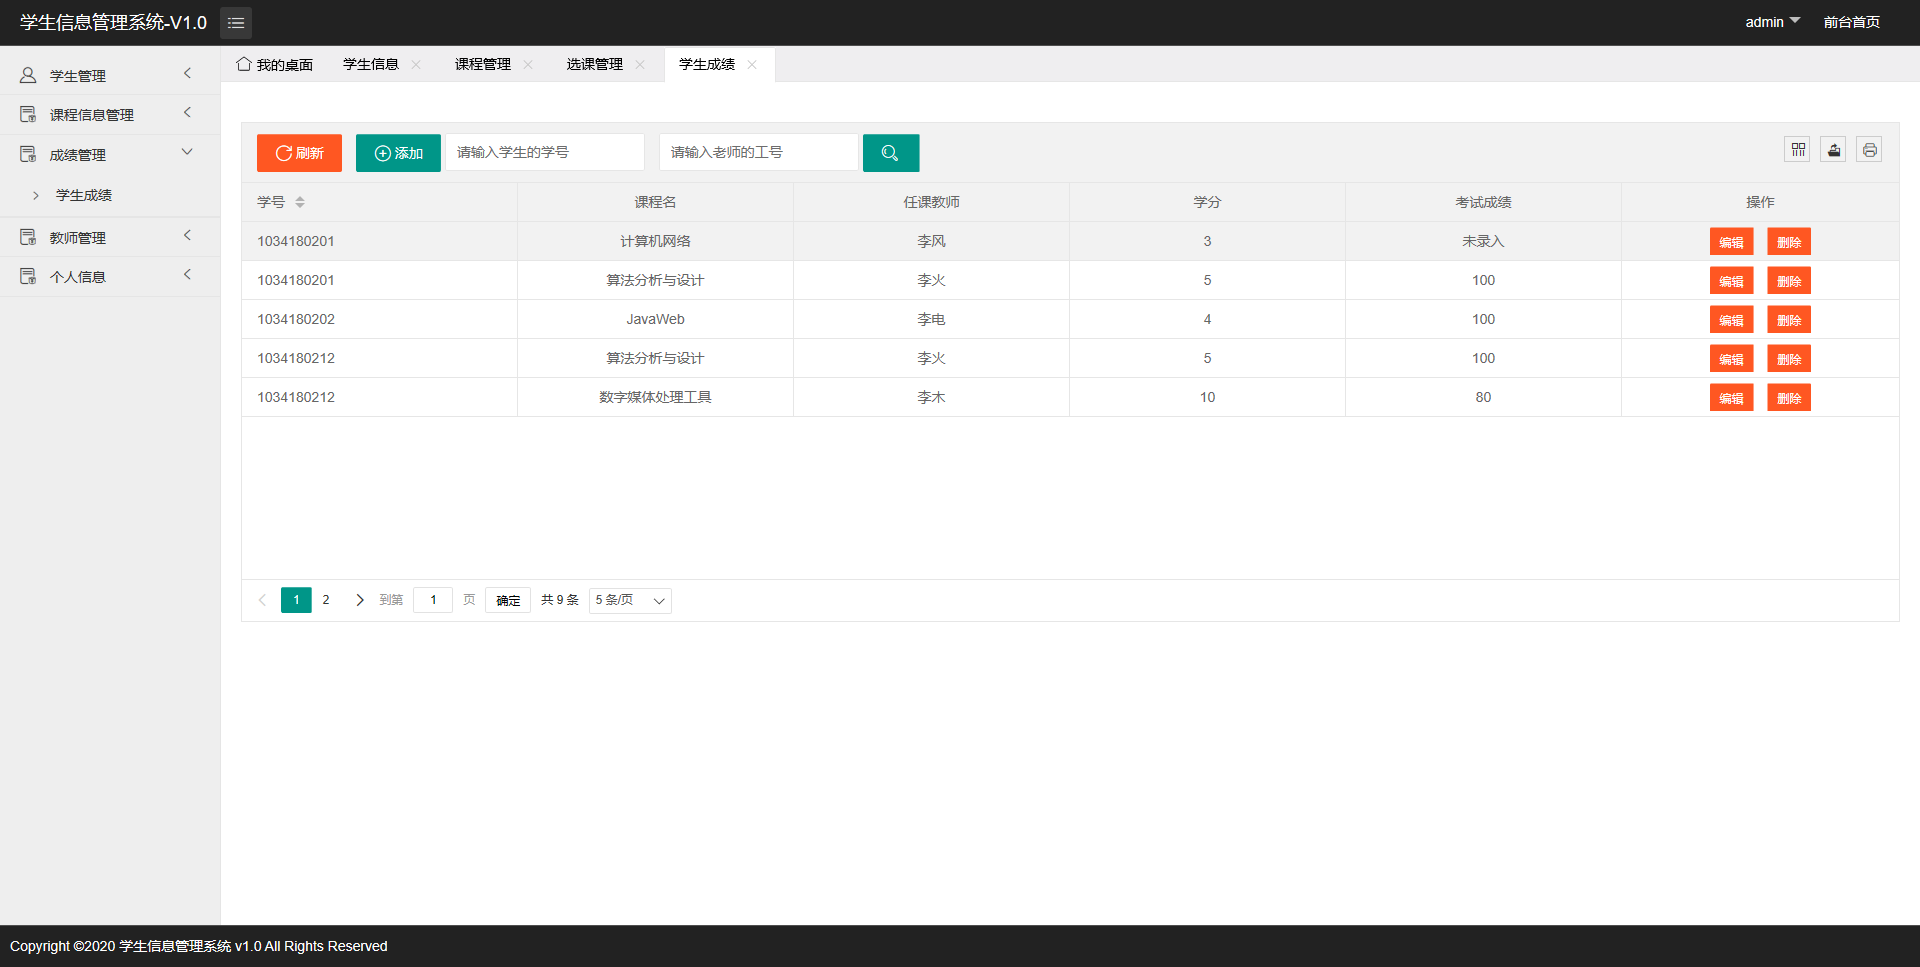 学生信息管理系统-V1.0
admin 前台首页
学生管理
课程信息管理
成绩管理
学生成绩
教师管理
个人信息
我的桌面 学生信息 课程管理 选课管理 学生成绩
刷新 添加 请输入学生的学号 请输入老师的工号
学号 课程名 任课教师 学分 考试成绩 操作
1034180201 计算机网络 李风 3 未录入 编辑 删除
1034180201 算法分析与设计 李火 5 100 编辑 删除
1034180202 JavaWeb 李电 4 100 编辑 删除
1034180212 算法分析与设计 李火 5 100 编辑 删除
1034180212 数字媒体处理工具 李木 10 80 编辑 删除
1 2 到第 1 页 确定 共 9 条 5 条/页
Copyright ©2020 学生信息管理系统 v1.0 All Rights Reserved